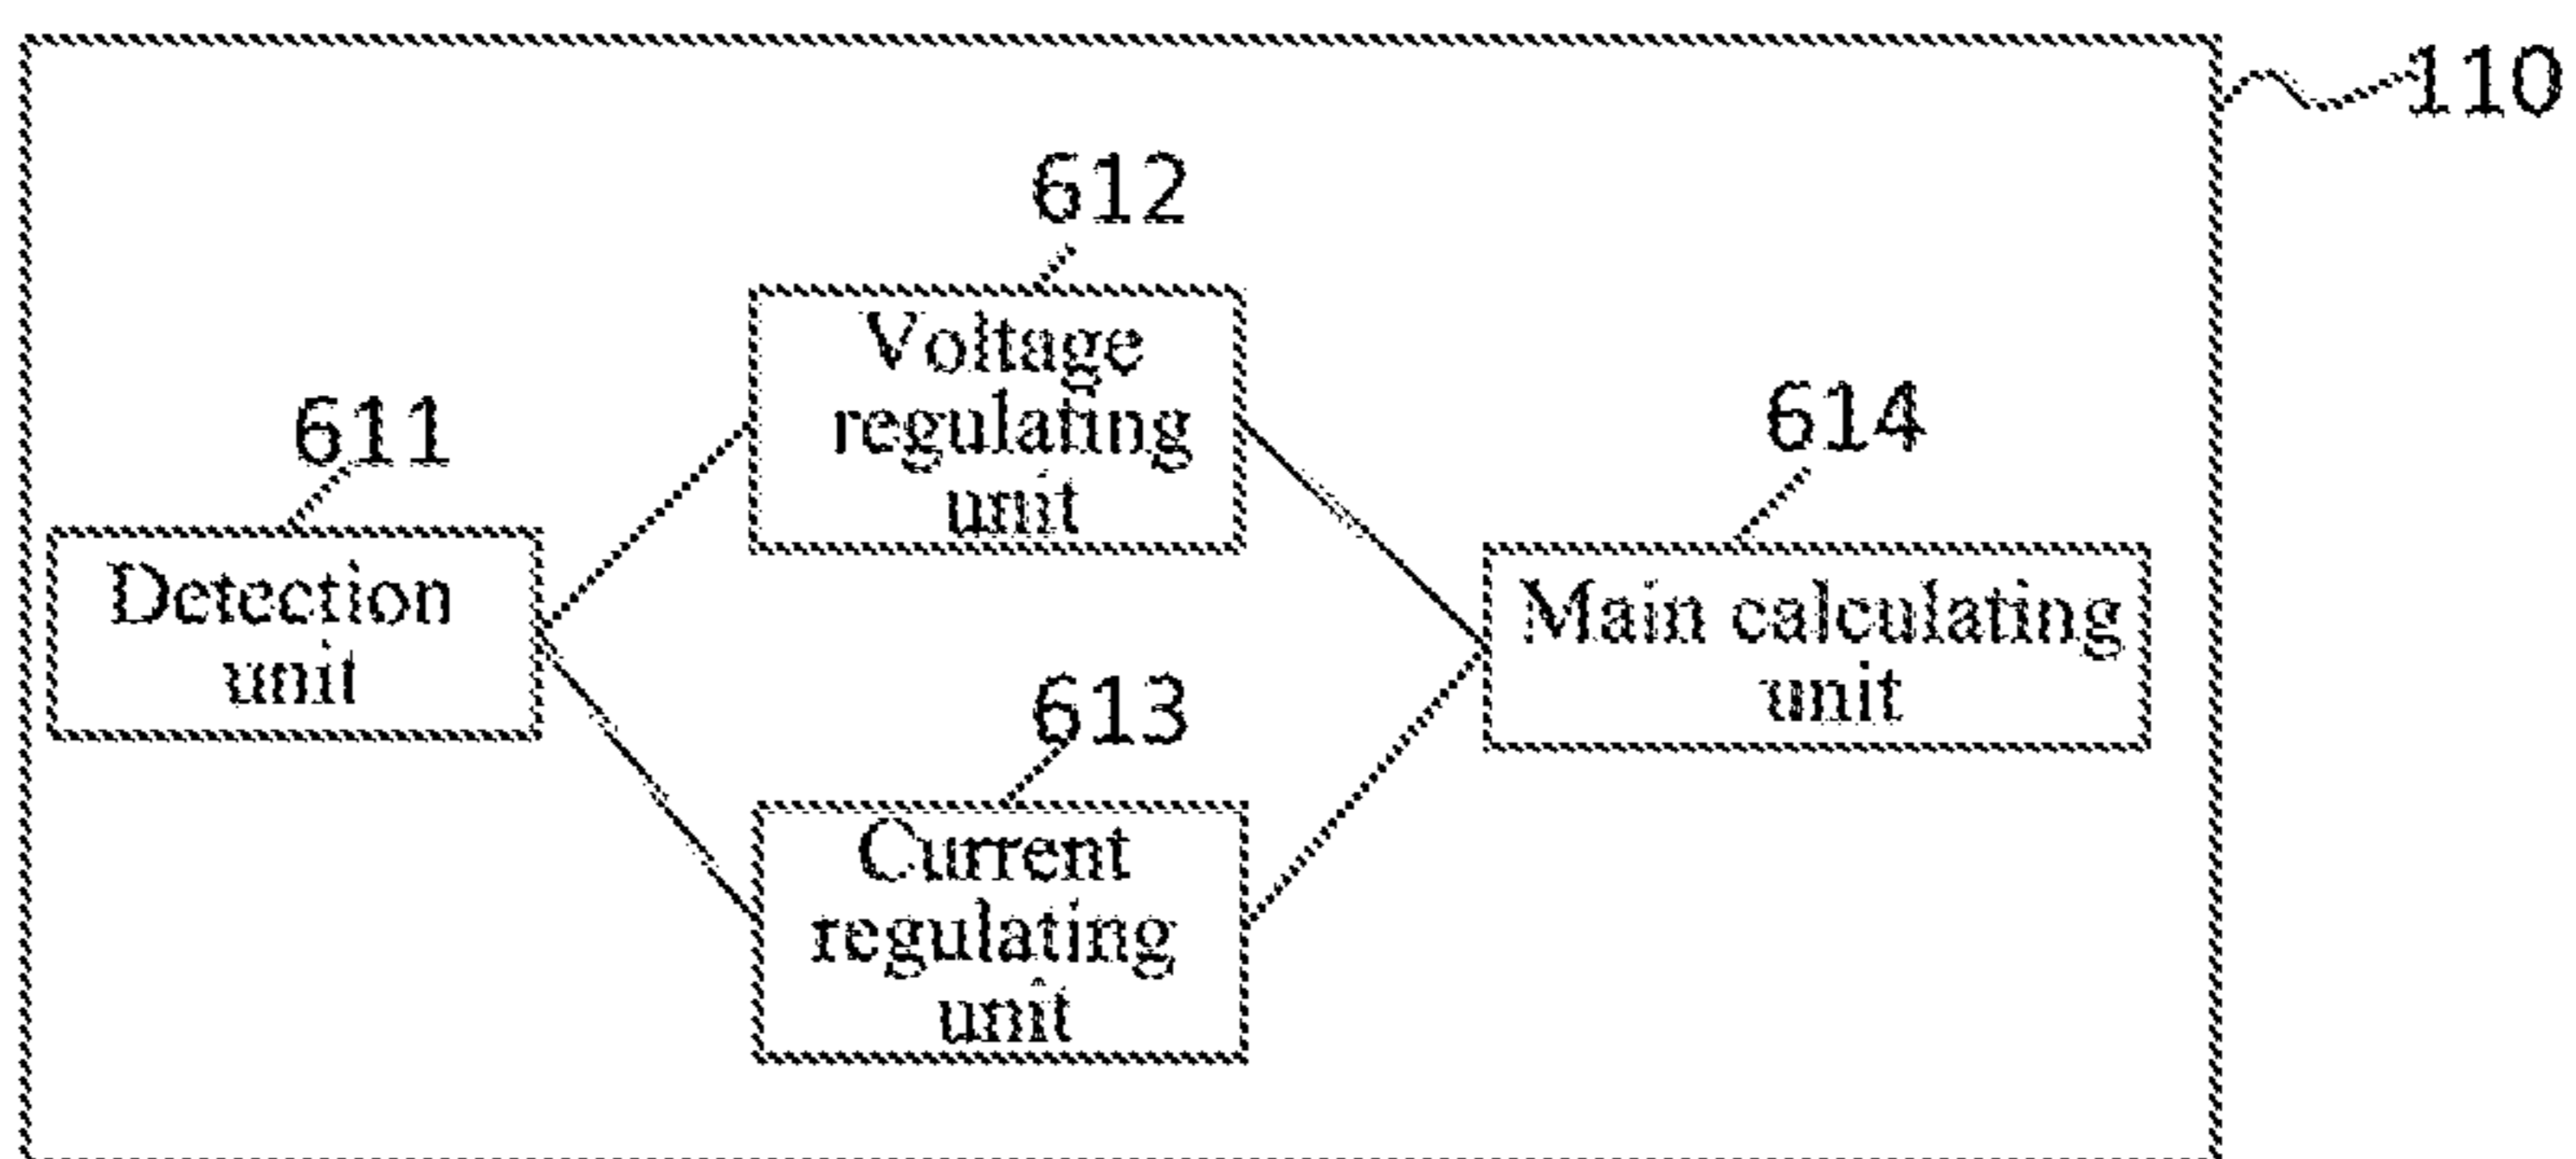 110
612
Voltage
regulating
unit
611
Detection
unit
614
Main calculating
unit
613
Current
regulating
unit